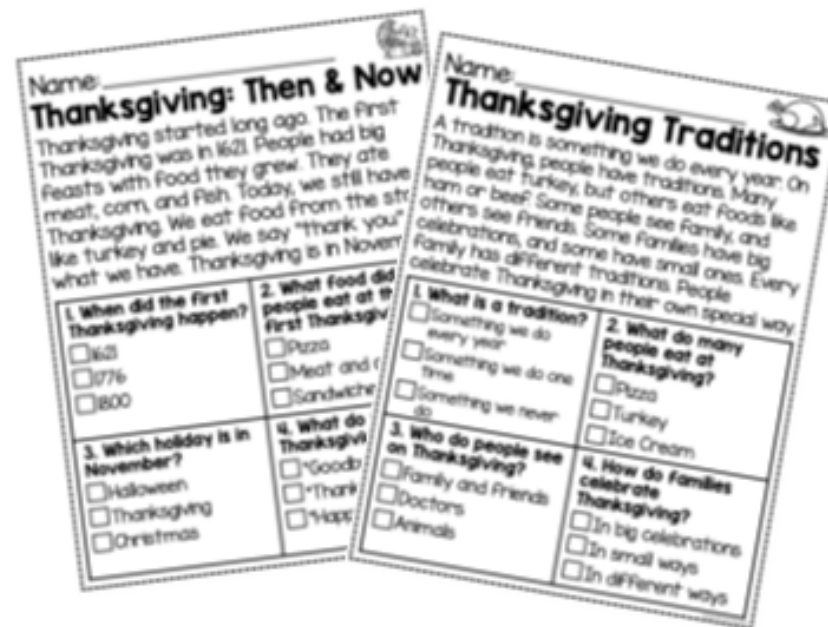 Name:
Thanksgiving: Then & Now
Thanksgiving started long ago. The first
Thanksgiving was in 1621. People had big
feasts with food they grew. They ate
meat, corn, and fish. Today, we still have
Thanksgiving. We eat food from the
like turkey and pie. We say "thank you"
what we have. Thanksgiving is in
1. When did the first
Thanksgiving happen?
1621
1776
1800
2. What food did
people eat at
first
Pizza
Meat and
3. Which holiday is in
November?
Halloween
Thanksgiving
Christmas
4. What do
Name:
Thanksgiving Traditions
A tradition is something we do every year. On
Thanksgiving, people have traditions. Many
people eat turkey, but others eat foods like
ham or beef. Some people see family, and
others see friends. Some families have big
celebrations, and some have small ones. Every
family has different traditions. People
celebrate Thanksgiving in their own special way.
1. What is a tradition?
Something we do
every year
Something we do one
time
Something we never
do
2. What do many
people eat at
Thanksgiving?
Pizza
Turkey
Ice Cream
3. Who do people see
on Thanksgiving?
Family and friends
Doctors
Animals
4. How do families
celebrate
Thanksgiving?
In big celebrations
In small ways
In different ways